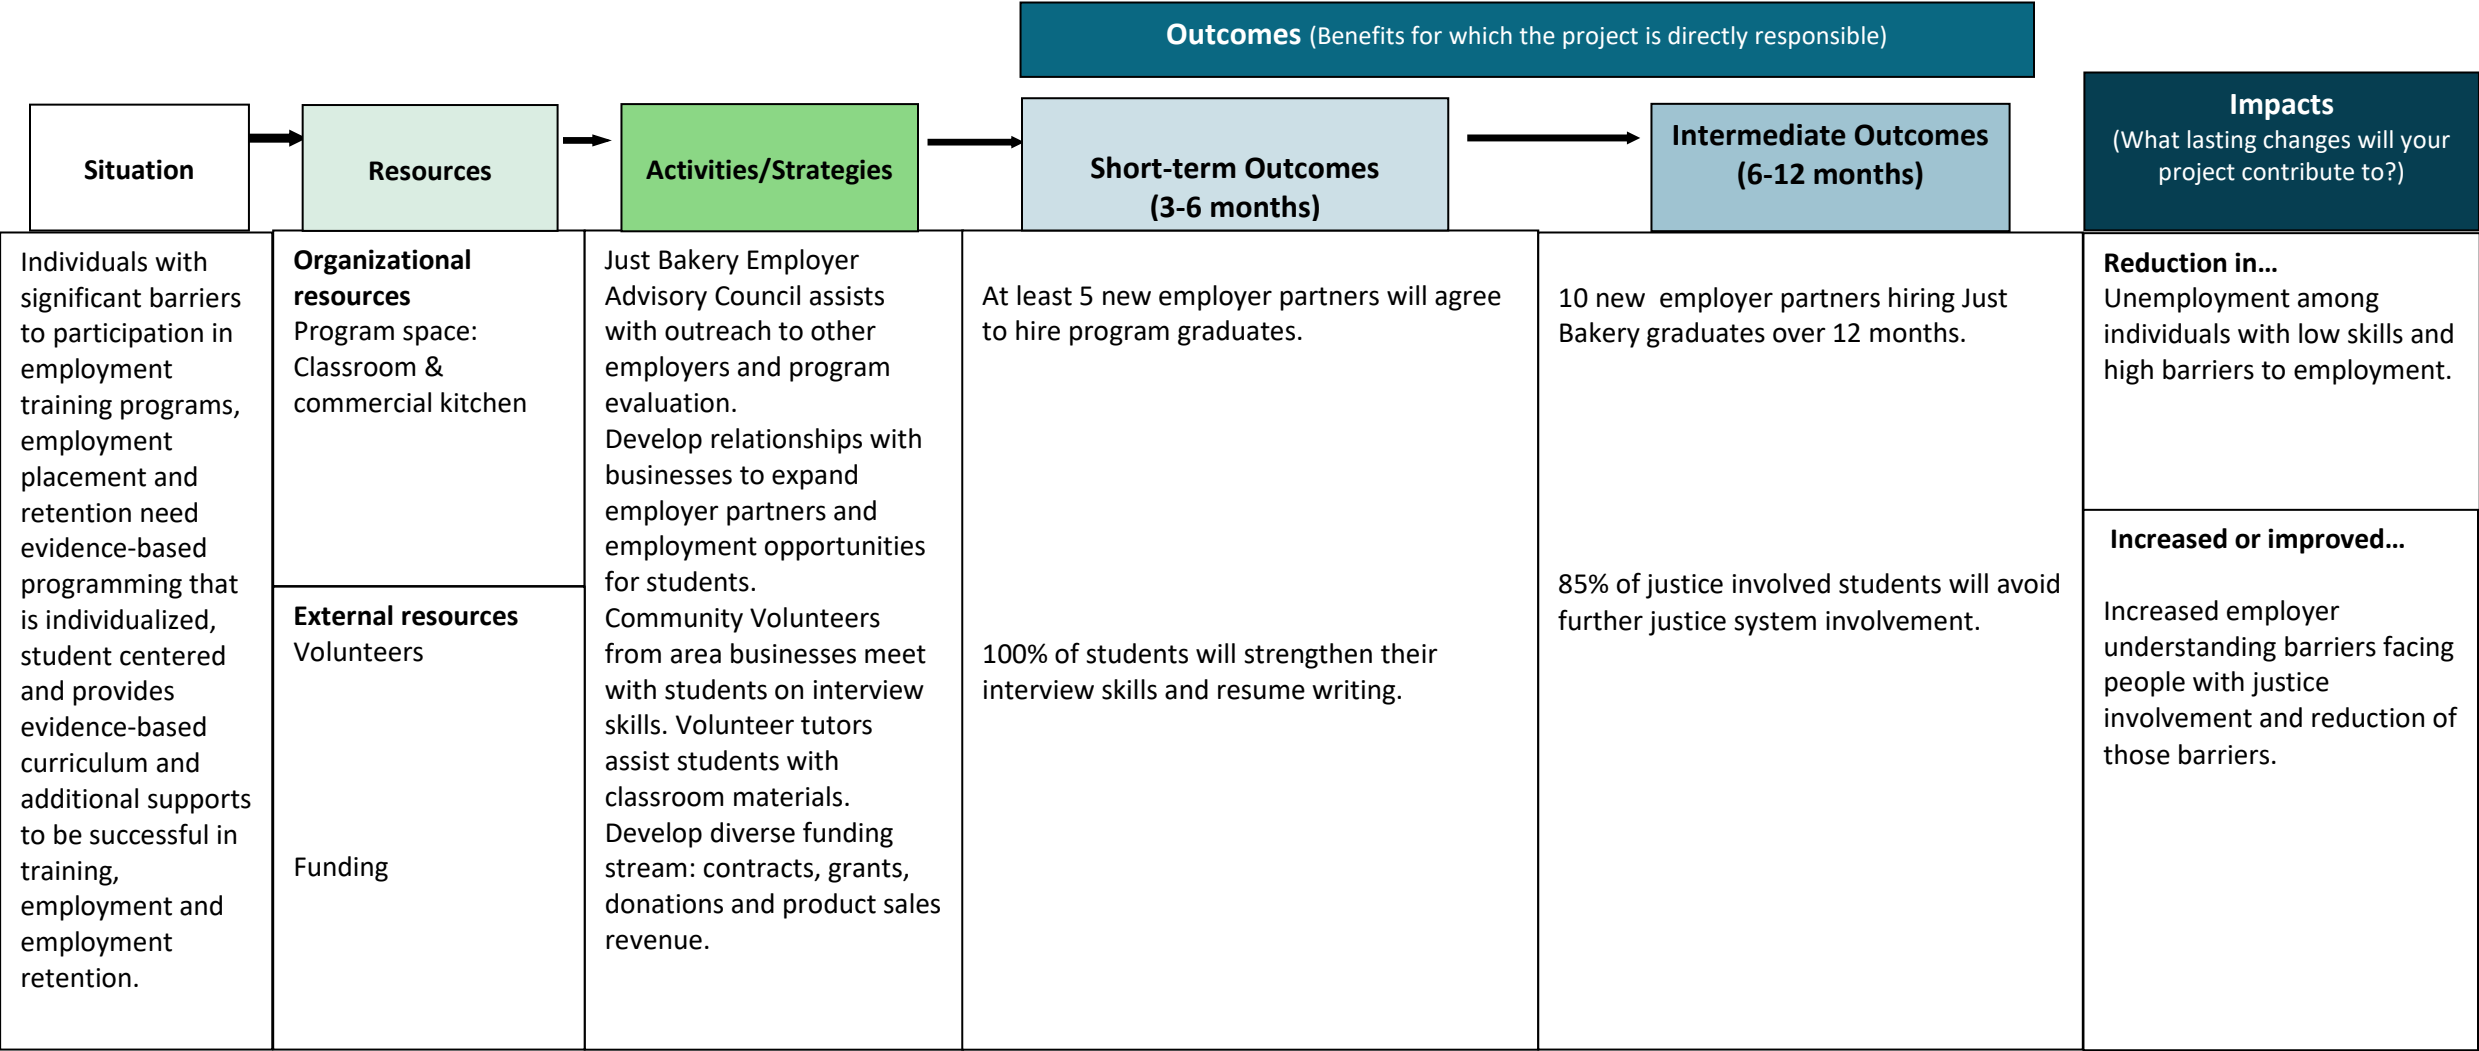 Outcomes (Benefits for which the project is directly responsible)
Situation
Resources
Activities/Strategies
Short-term Outcomes
(3-6 months)
Intermediate Outcomes
(6-12 months)
Impacts
(What lasting changes will your
project contribute to?)
Individuals with
significant barriers
to participation in
employment
training programs,
employment
placement and
retention need
evidence-based
programming that
is individualized,
student centered
and provides
evidence-based
curriculum and
additional supports
to be successful in
training,
employment and
employment
retention.
Organizational
resources
Program space:
Classroom &
commercial kitchen
External resources
Volunteers
Funding
Just Bakery Employer
Advisory Council assists
with outreach to other
employers and program
evaluation.
Develop relationships with
businesses to expand
employer partners and
employment opportunities
for students.
Community Volunteers
from area businesses meet
with students on interview
skills. Volunteer tutors
assist students with
classroom materials.
Develop diverse funding
stream: contracts, grants,
donations and product sales
revenue.
At least 5 new employer partners will agree
to hire program graduates.
100% of students will strengthen their
interview skills and resume writing.
10 new  employer partners hiring Just
Bakery graduates over 12 months.
85% of justice involved students will avoid
further justice system involvement.
Reduction in…
Unemployment among
individuals with low skills and
high barriers to employment.
Increased or improved…
Increased employer
understanding barriers facing
people with justice
involvement and reduction of
those barriers.